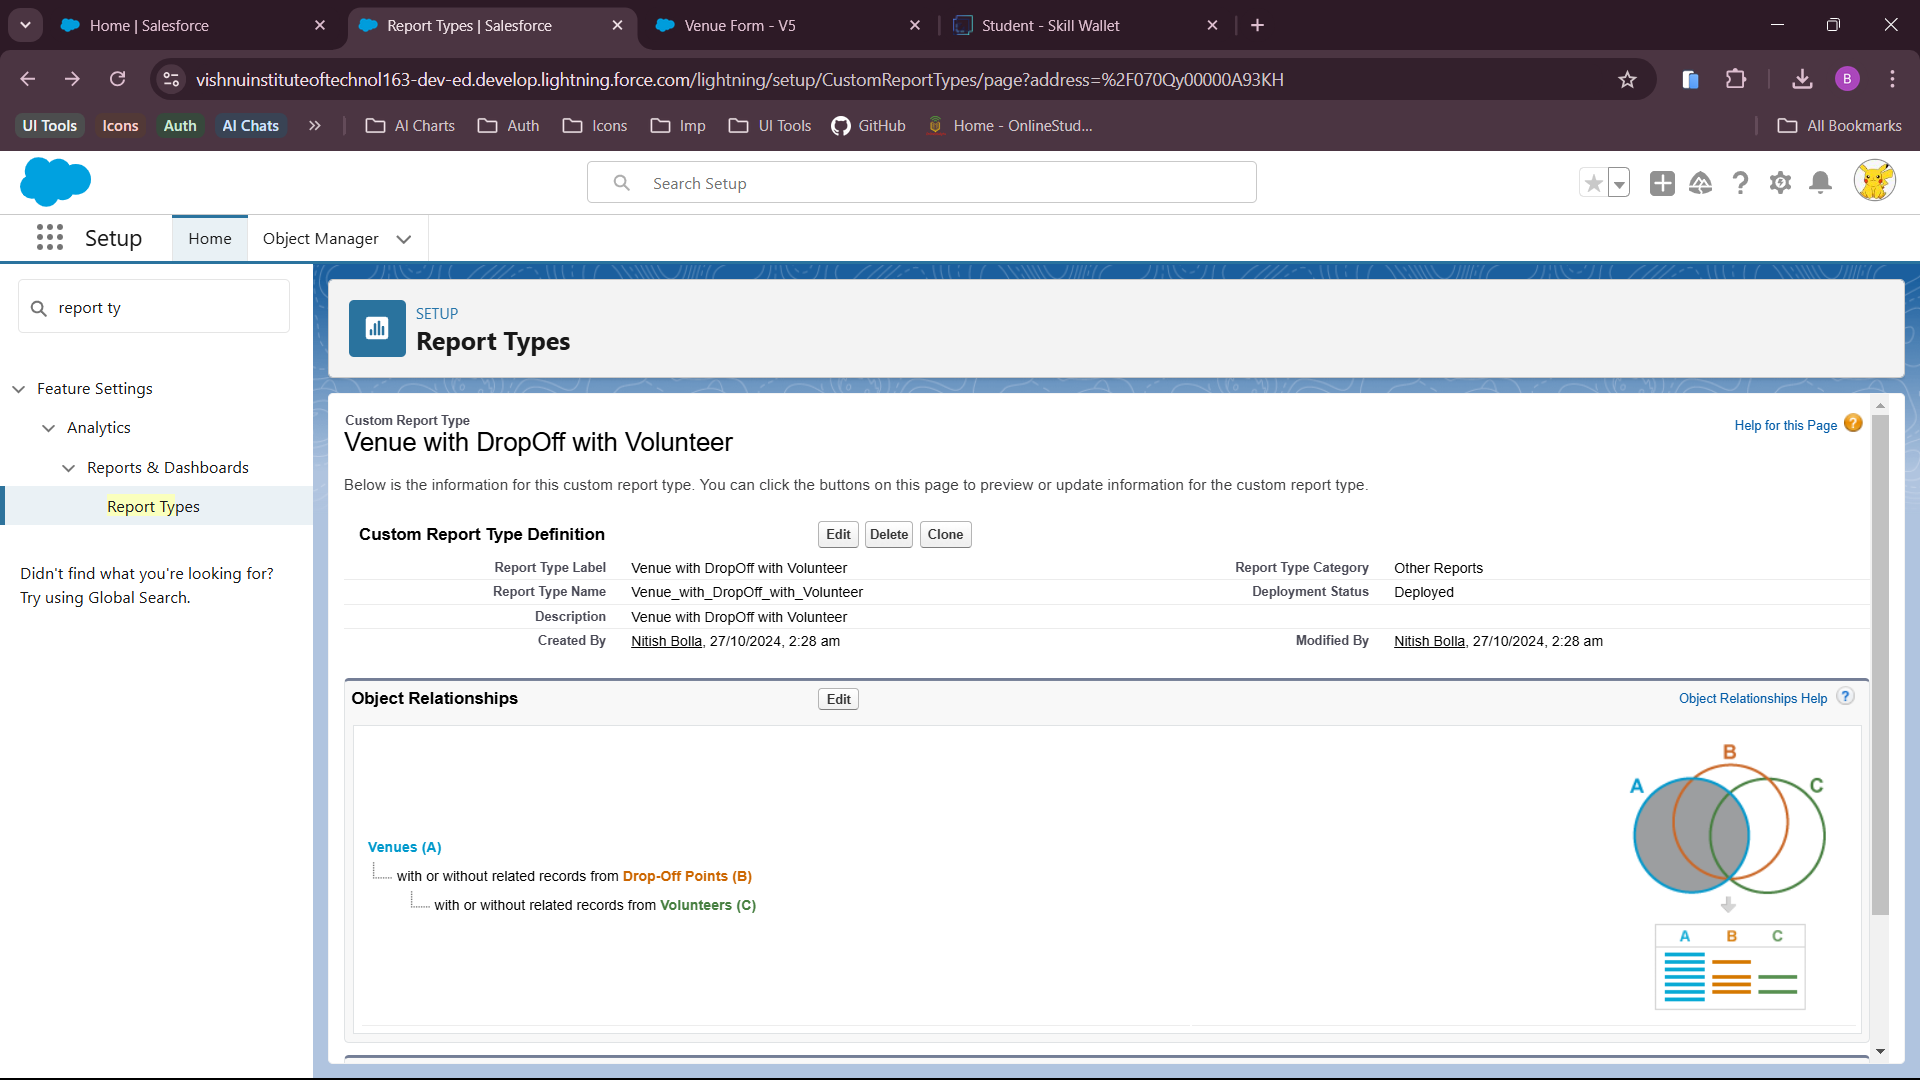 Home | Salesforce
Report Types | Salesforce
Venue Form - V5
Student - Skill Wallet
vishnuinstituteoftechnol163-dev-ed.develop.lightning.force.com/lightning/setup/CustomReportTypes/page?address=%2F070Qy00000A93KH
B
UI Tools Icons Auth AI Chats » AI Charts Auth Icons Imp UI Tools GitHub Home - OnlineStud... All Bookmarks
Search Setup
Setup Home Object Manager
report ty
Feature Settings
Analytics
Reports & Dashboards
Report Types
Didn't find what you're looking for?
Try using Global Search.
SETUP
Report Types
Custom Report Type
Venue with DropOff with Volunteer
Help for this Page ?
Below is the information for this custom report type. You can click the buttons on this page to preview or update information for the custom report type.
Custom Report Type Definition Edit Delete Clone
Report Type Label Venue with DropOff with Volunteer Report Type Category Other Reports
Report Type Name Venue_with_DropOff_with_Volunteer Deployment Status Deployed
Description Venue with DropOff with Volunteer
Created By Nitish Bolla, 27/10/2024, 2:28 am Modified By Nitish Bolla, 27/10/2024, 2:28 am
Object Relationships Edit Object Relationships Help ?
B
A C
Venues (A)
with or without related records from Drop-Off Points (B)
with or without related records from Volunteers (C)
A B C